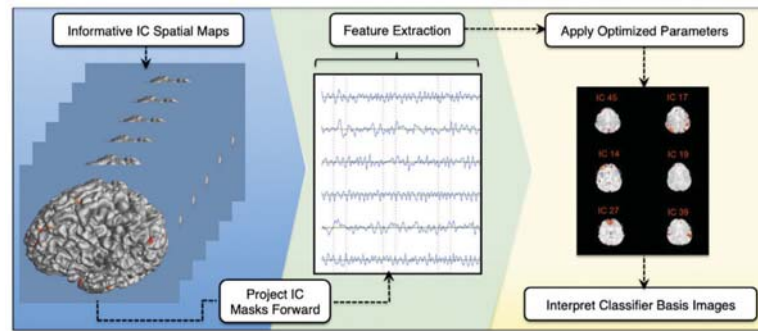 Informative IC Spatial Maps
Feature Extraction
Apply Optimized Parameters
IC 45
IC 17
IC 14
IC 19
IC 27
IC 39
Project IC
Masks Forward
Interpret Classifier Basis Images